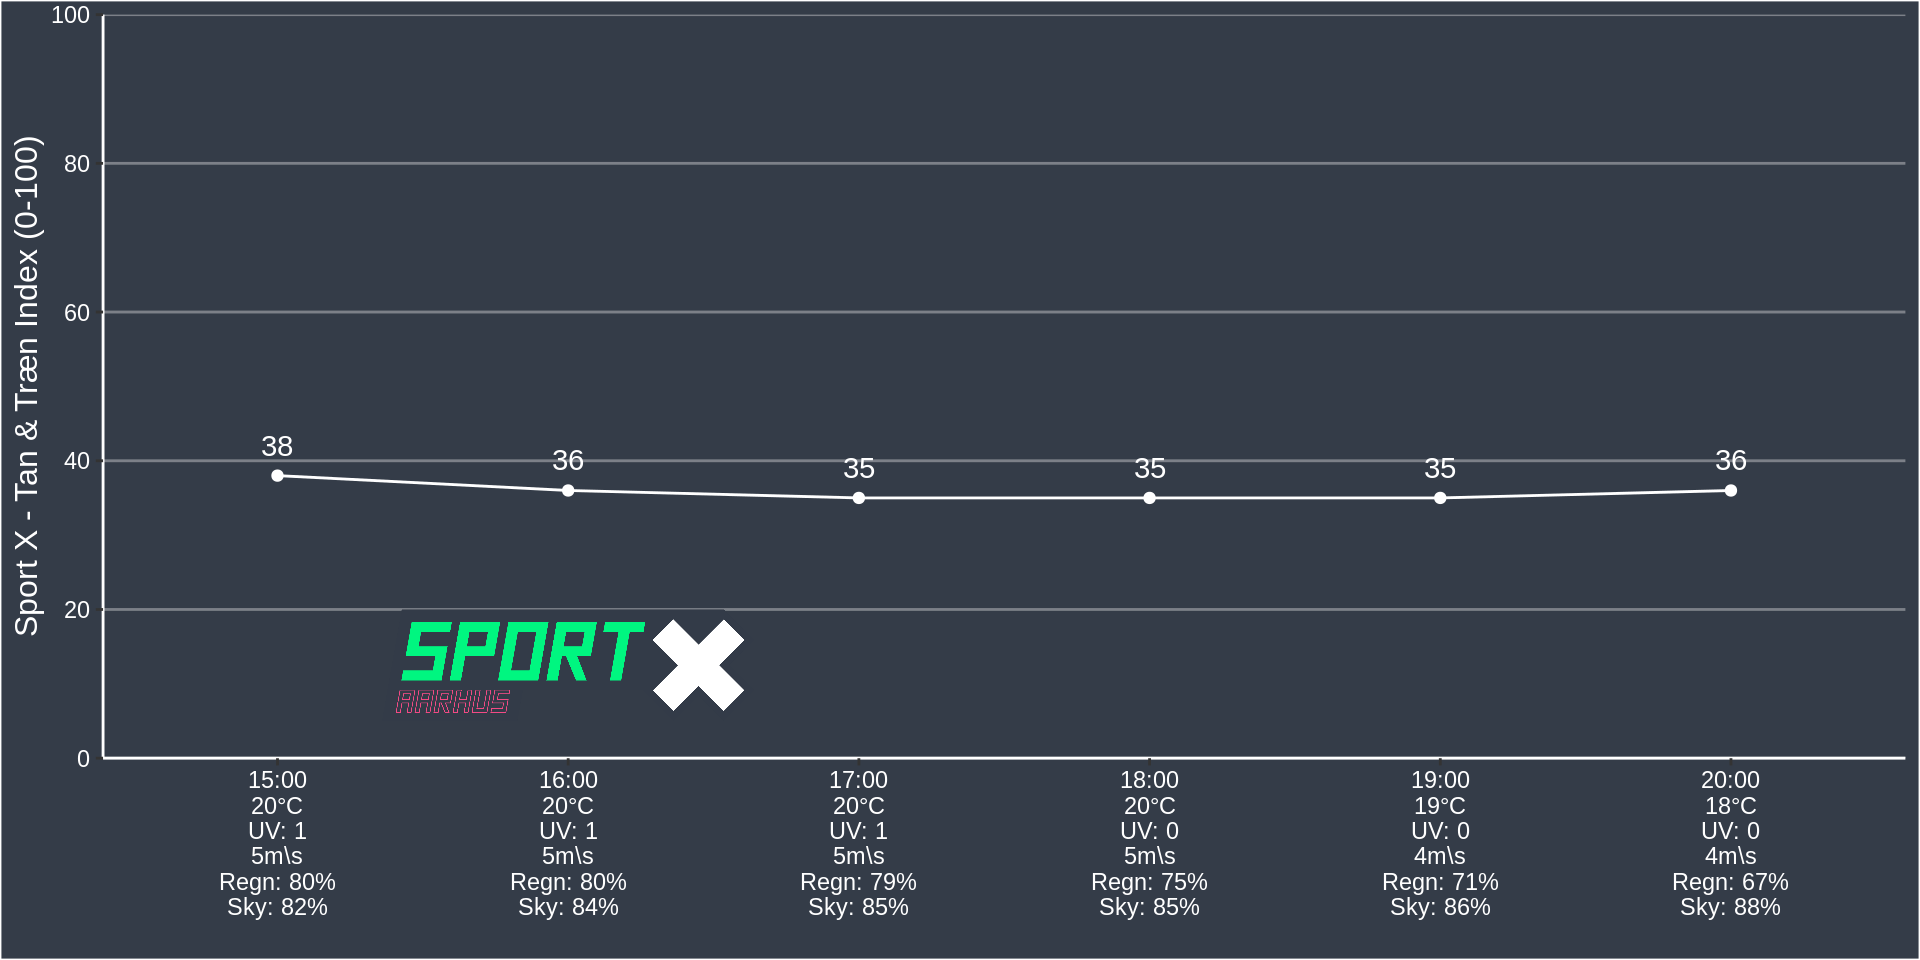 Sport X - Tan & Træn Index (0-100)
100
80
60
40
20
0
38
36
35
35
35
36
SPORT X
AARHUS
15:00
20°C
UV: 1
5m\s
Regn: 80%
Sky: 82%
16:00
20°C
UV: 1
5m\s
Regn: 80%
Sky: 84%
17:00
20°C
UV: 1
5m\s
Regn: 79%
Sky: 85%
18:00
20°C
UV: 0
5m\s
Regn: 75%
Sky: 85%
19:00
19°C
UV: 0
4m\s
Regn: 71%
Sky: 86%
20:00
18°C
UV: 0
4m\s
Regn: 67%
Sky: 88%